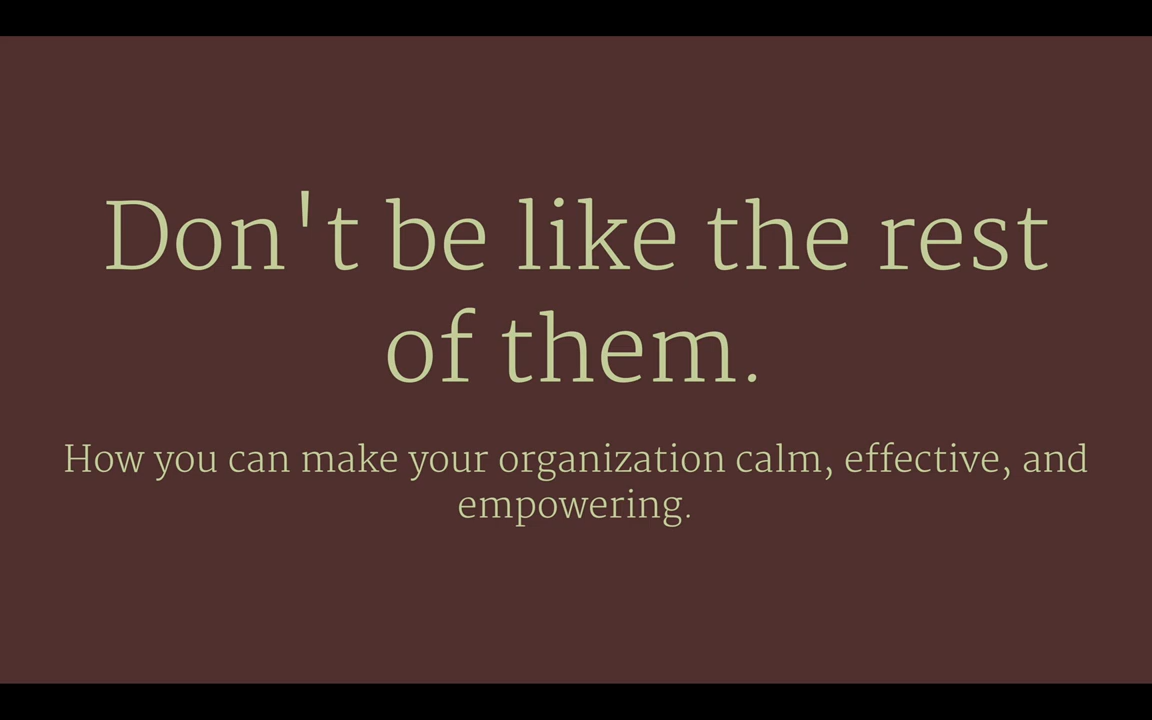 Don't be like the rest
of them.
How you can make your organization calm, effective, and
empowering.